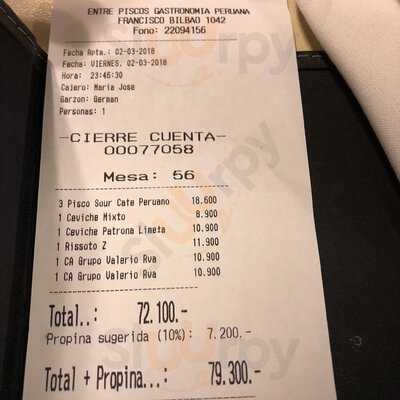 ENTRE PISCOS GASTRONOMIA PERUANA
FRANCISCO BILBAO 1042
Fono: 22094156
Fecha Apta.: 02-03-2018
Fecha: VIERNES. 02-03-2018
Hora: 23:46:30
Cajero: Maria Jose
Garzon: German
Personas: 1
-CIERRE CUENTA-
00077058
Mesa: 56
3 Pisco Sour Cate Peruano 18.600
1 Ceviche Mixto 8.900
1 Ceviche Patrona Limeta 10.900
1 Rissoto Z 11.900
1 CA Grupo Valerio Ava 10.900
1 CA Grupo Valerio Ava 10.900
Total..: 72.100.-
Propina sugerida (10%): 7.200.-
Total + Propina...: 79.300.-